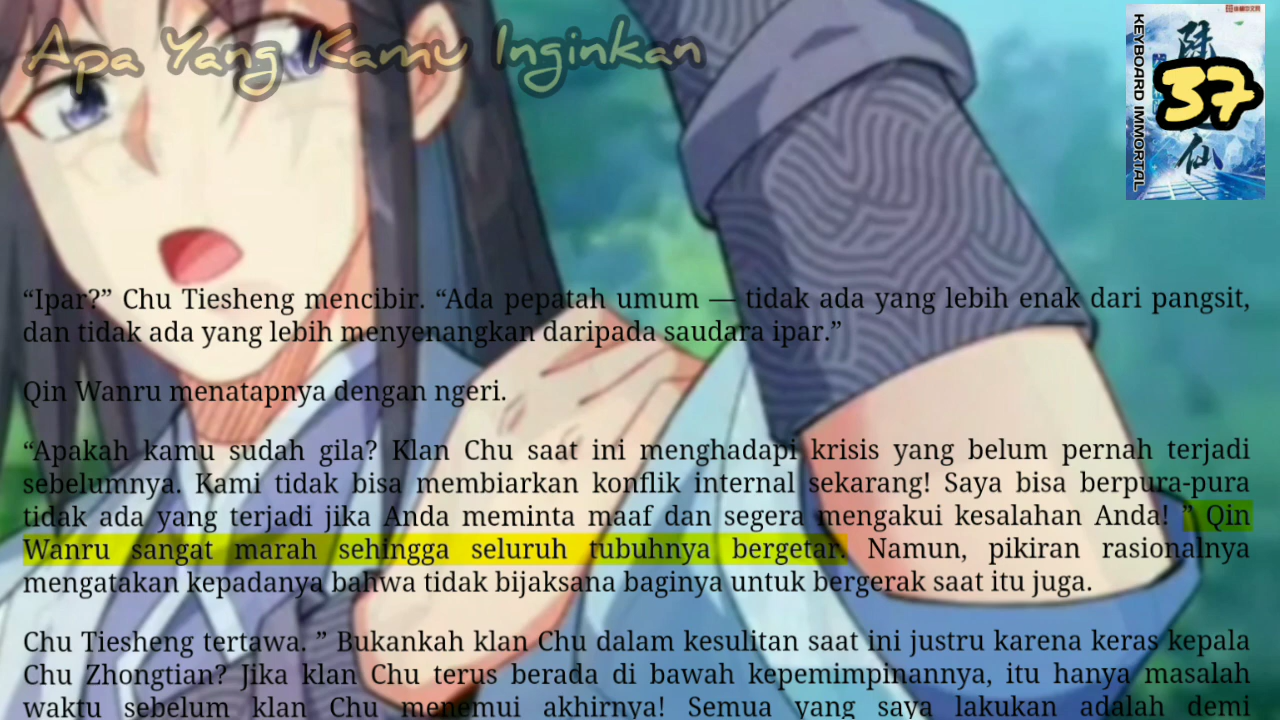 Apa Yang Kamu Inginkan
KEYBOARD IMMORTAL
37
仙
“Ipar?” Chu Tiesheng mencibir. “Ada pepatah umum — tidak ada yang lebih enak dari pangsit,
dan tidak ada yang lebih menyenangkan daripada saudara ipar.”
Qin Wanru menatapnya dengan ngeri.
“Apakah kamu sudah gila? Klan Chu saat ini menghadapi krisis yang belum pernah terjadi
sebelumnya. Kami tidak bisa membiarkan konflik internal sekarang! Saya bisa berpura-pura
tidak ada yang terjadi jika Anda meminta maaf dan segera mengakui kesalahan Anda! ” Qin
Wanru sangat marah sehingga seluruh tubuhnya bergetar. Namun, pikiran rasionalnya
mengatakan kepadanya bahwa tidak bijaksana baginya untuk bergerak saat itu juga.
Chu Tiesheng tertawa. ” Bukankah klan Chu dalam kesulitan saat ini justru karena keras kepala
Chu Zhongtian? Jika klan Chu terus berada di bawah kepemimpinannya, itu hanya masalah
waktu sebelum klan Chu menemui akhirnya! Semua yang saya lakukan adalah demi